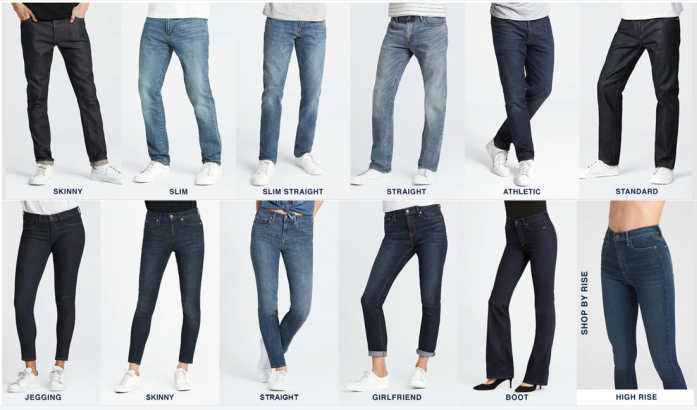 SKINNY
SLIM
SLIM STRAIGHT
STRAIGHT
ATHLETIC
STANDARD
SHOP BY RISE
JEGGING
SKINNY
STRAIGHT
GIRLFRIEND
BOOT
HIGH RISE